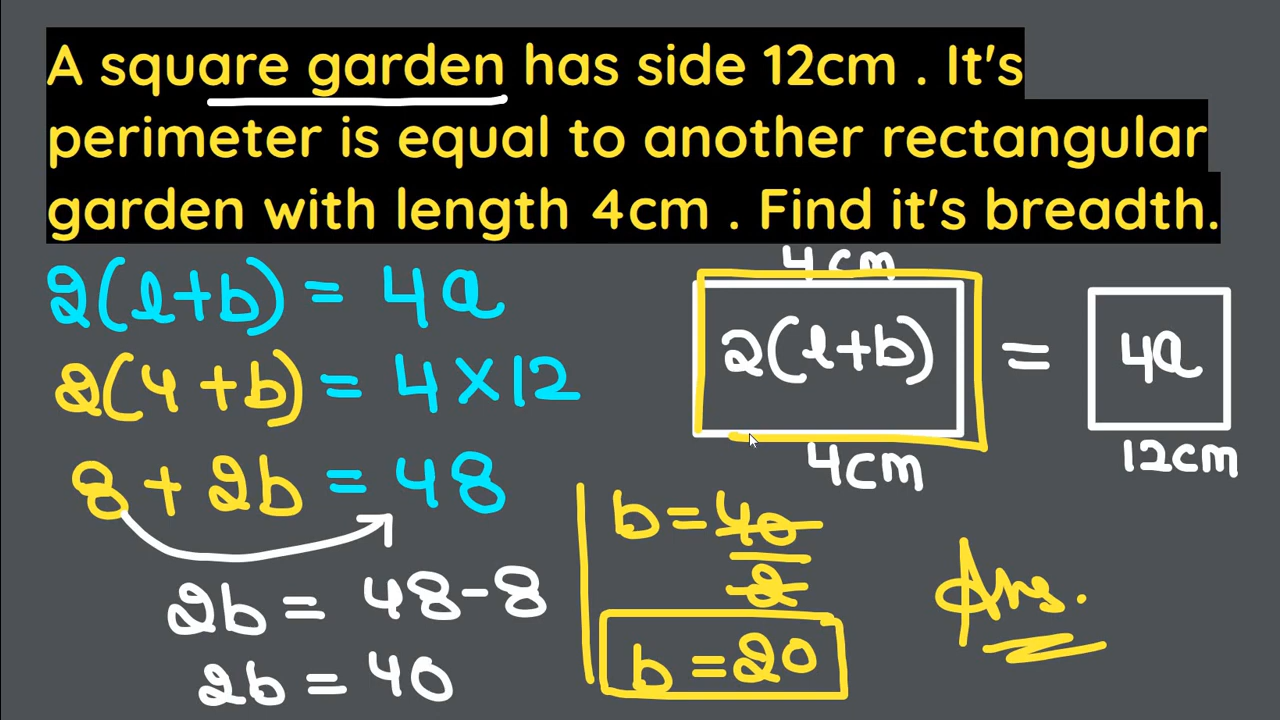 A square garden has side 12cm . It's
perimeter is equal to another rectangular
garden with length 4cm . Find it's breadth.
2(l+b) = 4a
2(4+b) = 4×12
8 + 2b = 48
2b = 48-8
2b = 40
4cm
2(l+b) = 4a
4cm
12cm
b = 40
2
b = 20
Ans.